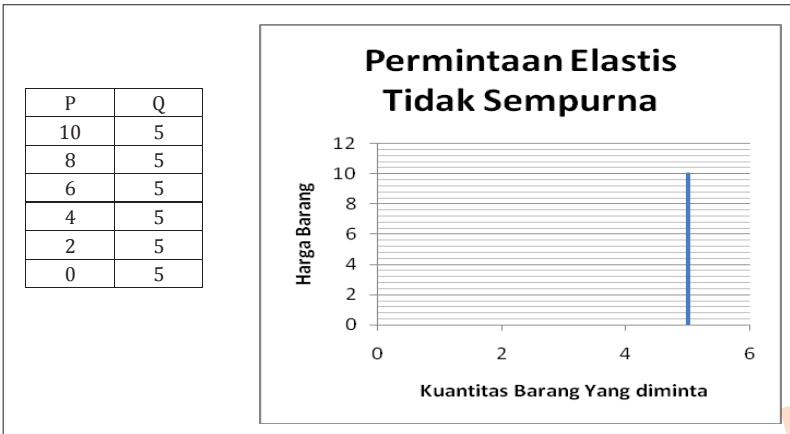 P Q
10 5
8 5
6 5
4 5
2 5
0 5
Permintaan Elastis
Tidak Sempurna
12
10
8
6
4
2
0
Harga Barang
0 2 4 6
Kuantitas Barang Yang diminta